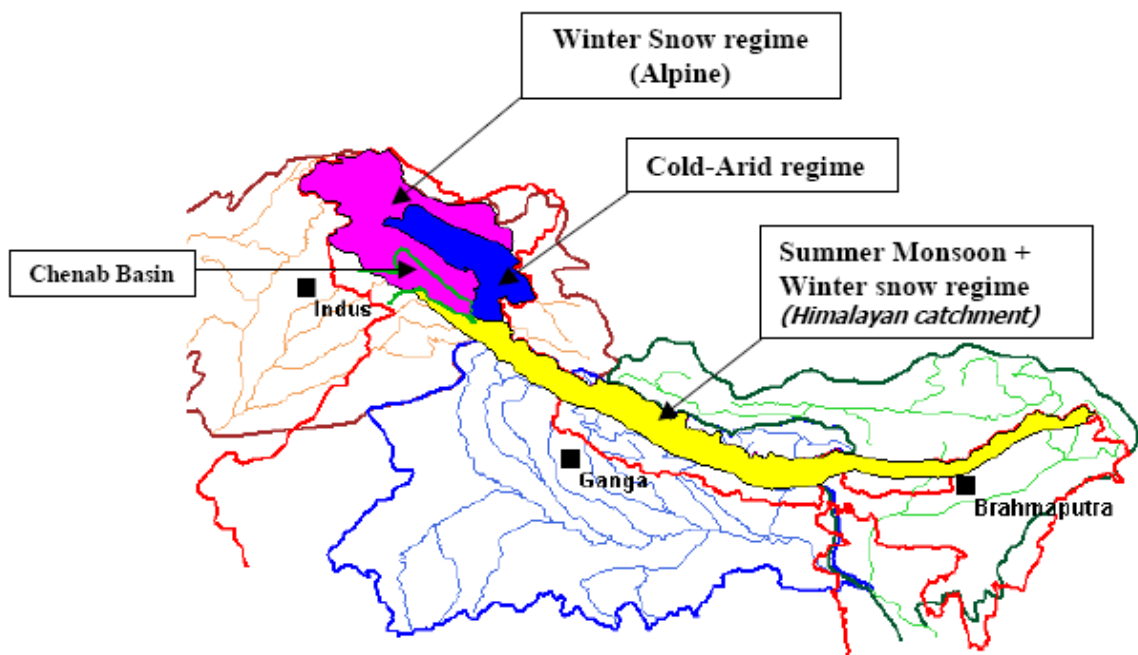 Winter Snow regime
(Alpine)
Cold-Arid regime
Summer Monsoon +
Winter snow regime
(Himalayan catchment)
Chenab Basin
Indus
Ganga
Brahmaputra